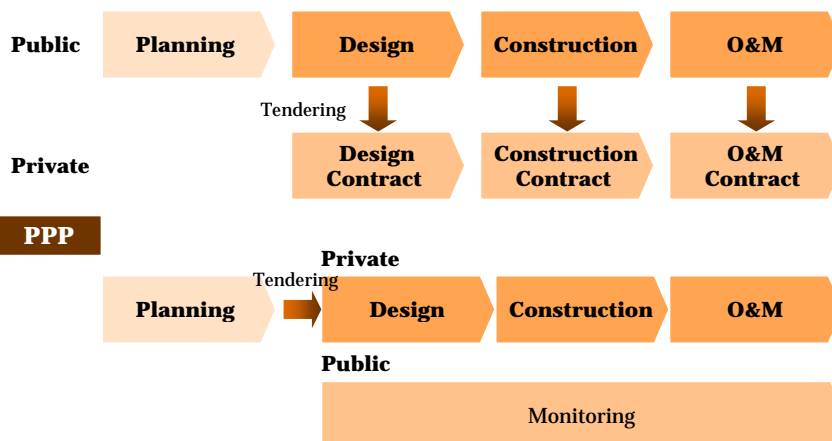 Public
Planning
Design
Construction
O&M
Tendering
Private
Design
Contract
Construction
Contract
O&M
Contract
PPP
Private
Tendering
Planning
Design
Construction
O&M
Public
Monitoring